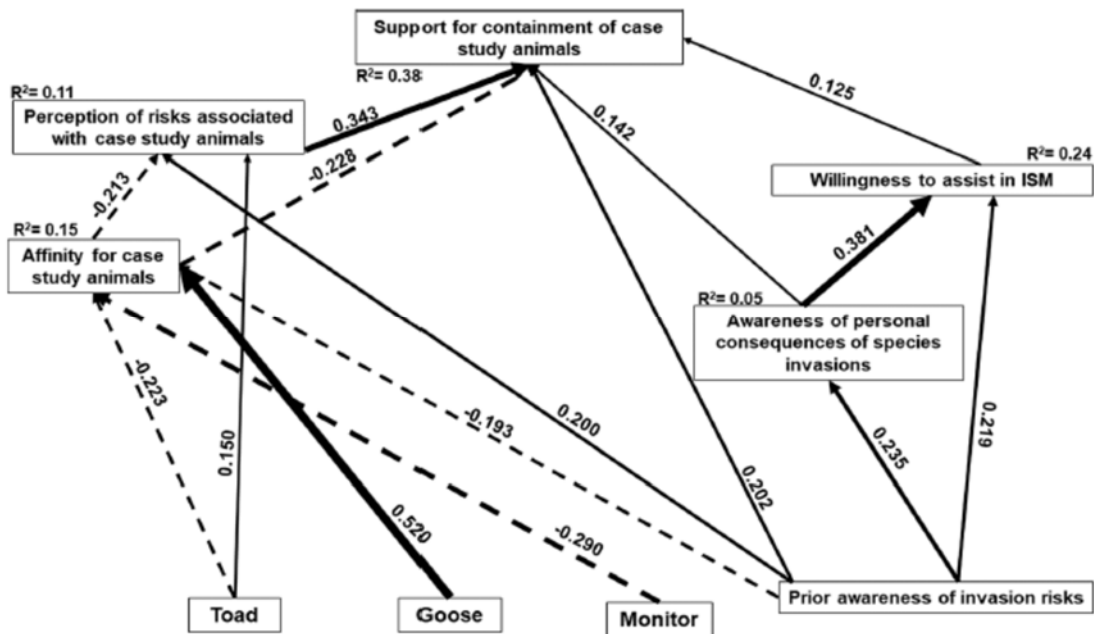 Support for containment of case
study animals
R²= 0.38
R²= 0.11
Perception of risks associated
with case study animals
0.343
-0.228
0.142
0.125
R²= 0.24
Willingness to assist in ISM
-0.213
R²= 0.15
Affinity for case
study animals
0.381
R²= 0.05
Awareness of personal
consequences of species
invasions
-0.223
0.150
0.520
-0.290
-0.193
0.200
0.202
0.235
0.219
Toad
Goose
Monitor
Prior awareness of invasion risks